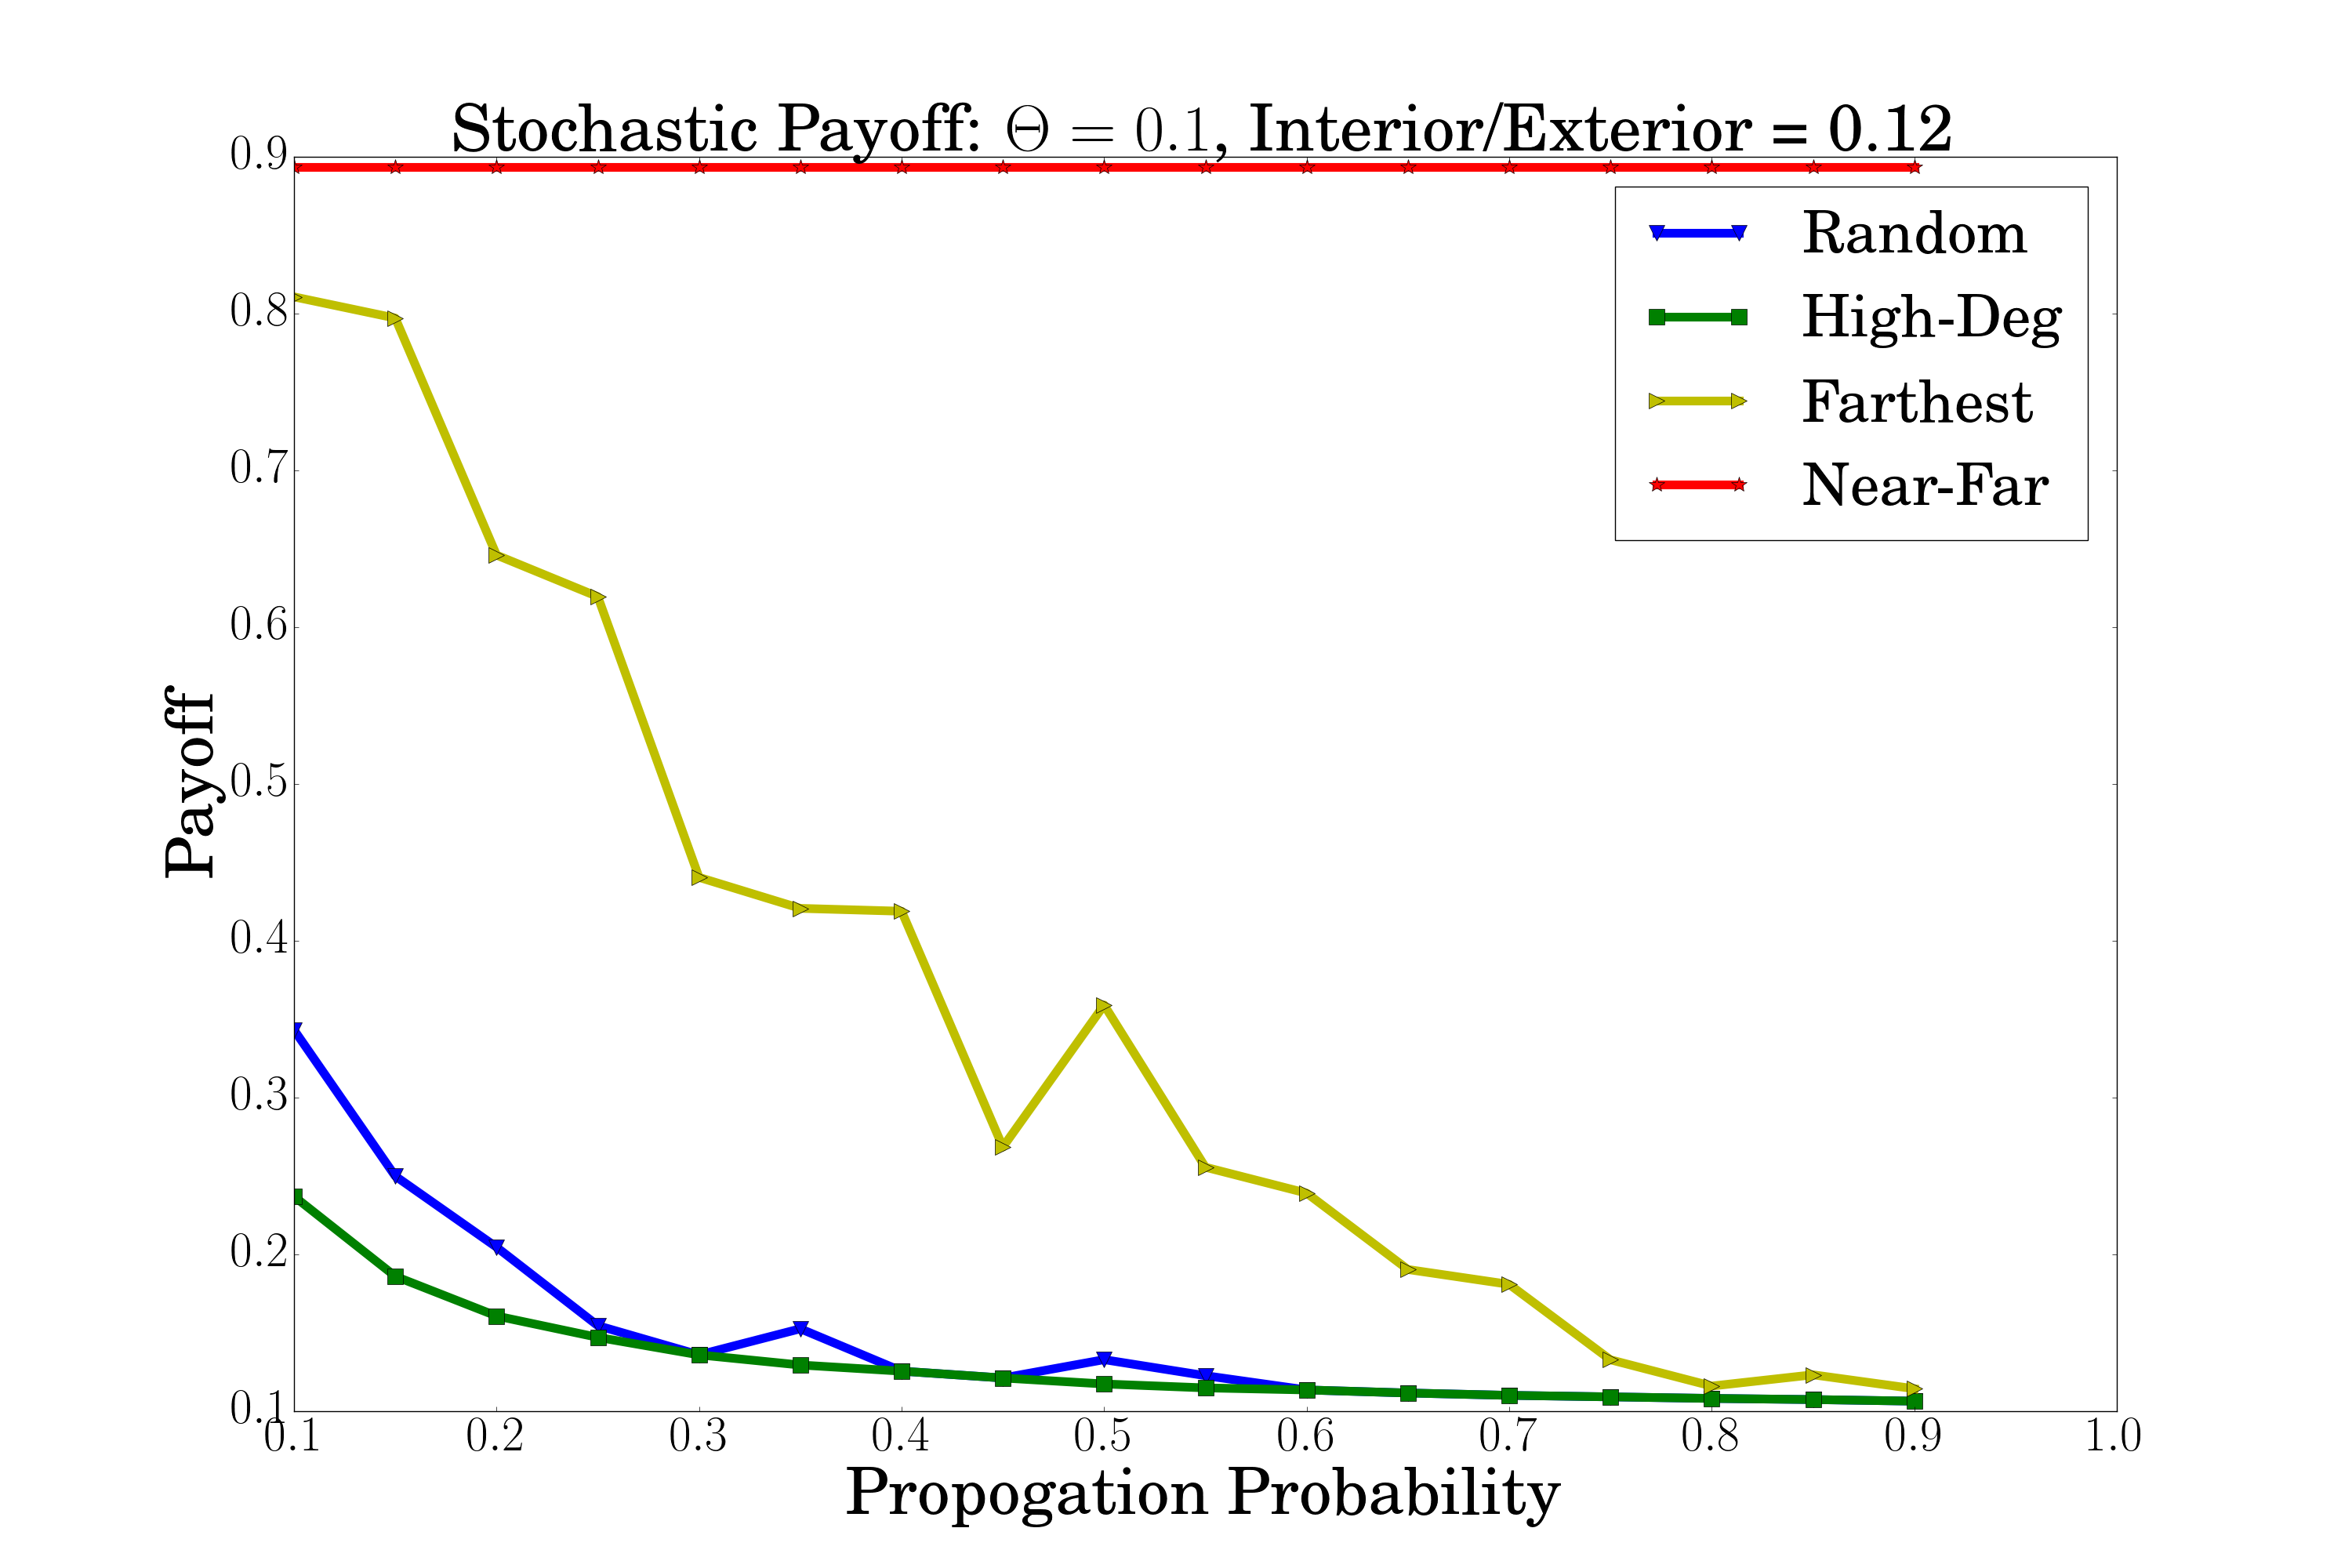 Stochastic Payoff: Θ = 0.1, Interior/Exterior = 0.12
0.9
0.8
0.7
0.6
0.5
0.4
0.3
0.2
0.1
Payoff
Random
High-Deg
Farthest
Near-Far
0.1 0.2 0.3 0.4 0.5 0.6 0.7 0.8 0.9 1.0
Propogation Probability